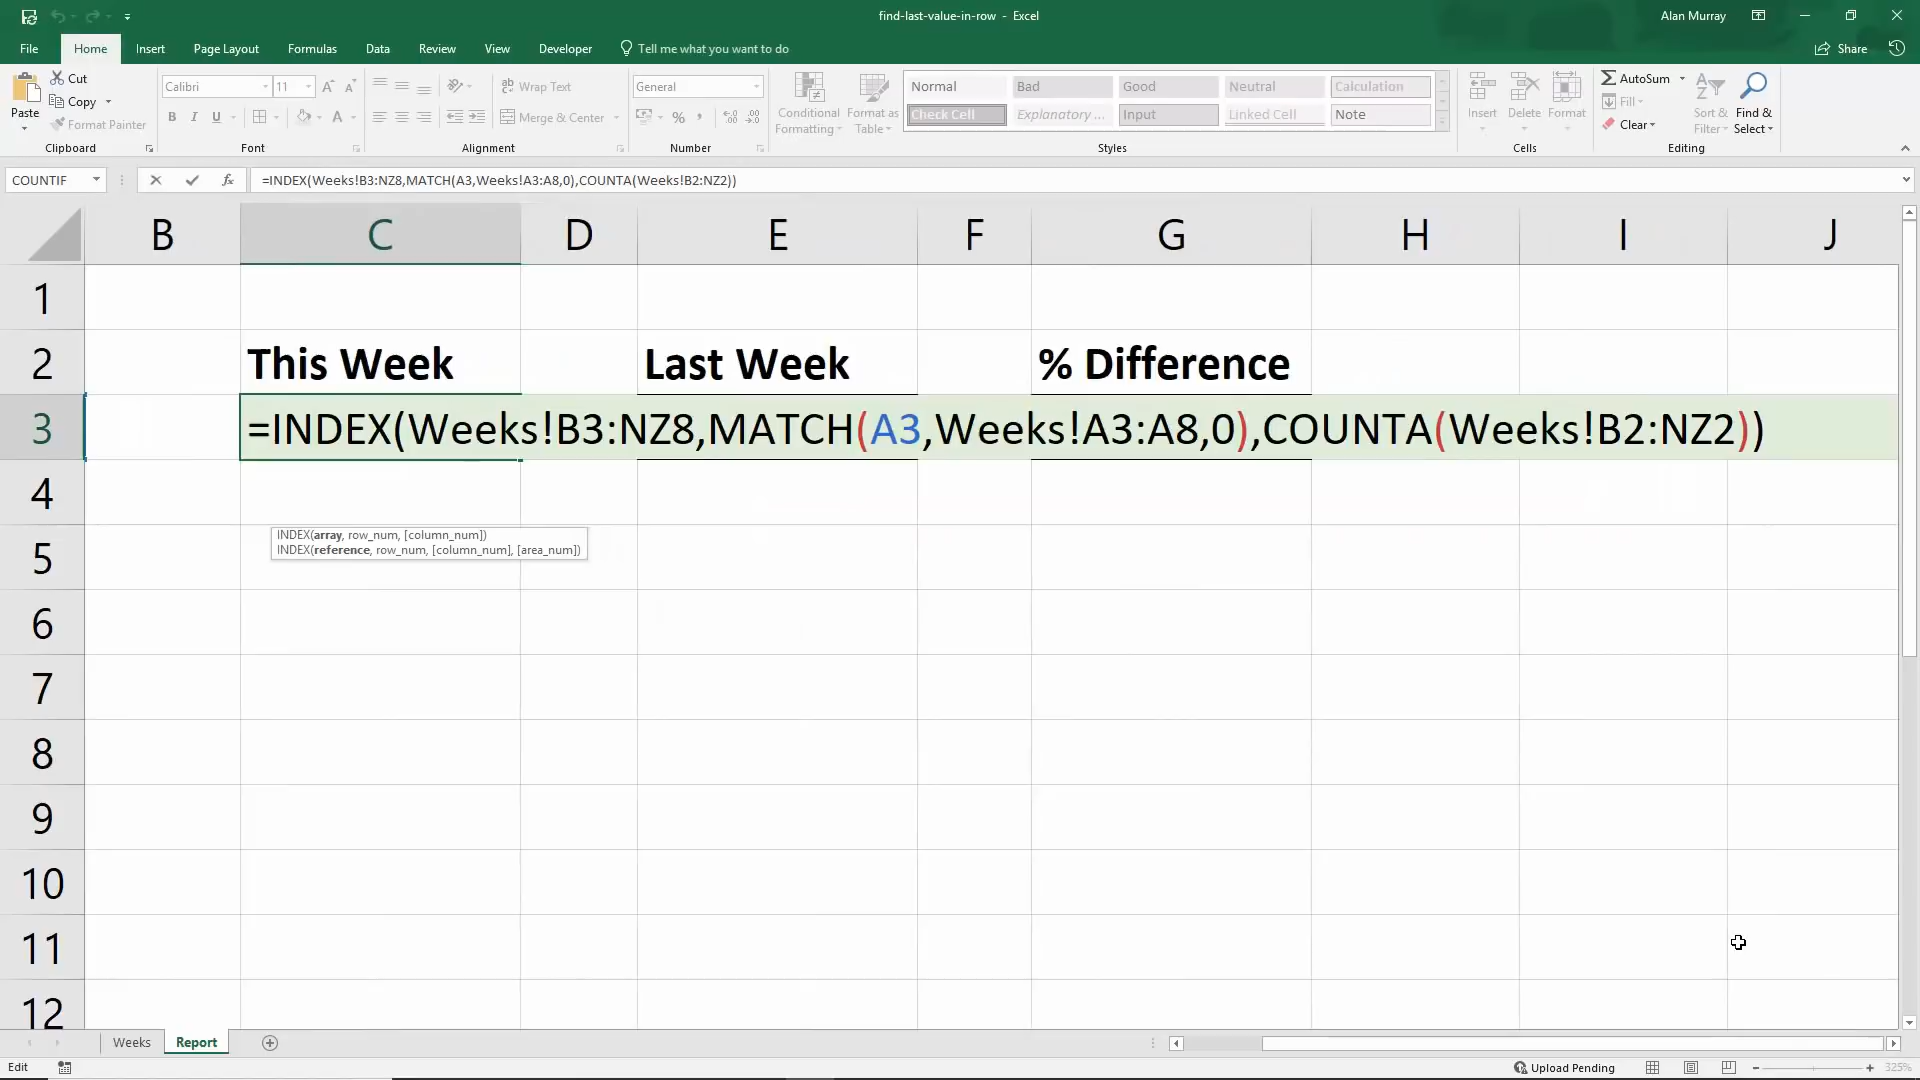 find-last-value-in-row - Excel
Alan Murray
File Home Insert Page Layout Formulas Data Review View Developer Tell me what you want to do Share
Paste
Cut
Copy
Format Painter
Clipboard
Calibri 11
B I U
Font
Wrap Text
Merge & Center
Alignment
General
Number
Conditional Formatting
Format as Table
Normal Bad Good Neutral Calculation
Check Cell Explanatory ... Input Linked Cell Note
Styles
Insert Delete Format
Cells
AutoSum
Fill
Clear
Sort & Filter
Find & Select
Editing
COUNTIF fx =INDEX(Weeks!B3:NZ8,MATCH(A3,Weeks!A3:A8,0),COUNTA(Weeks!B2:NZ2))
B C D E F G H I J
1
2 This Week Last Week % Difference
3 =INDEX(Weeks!B3:NZ8,MATCH(A3,Weeks!A3:A8,0),COUNTA(Weeks!B2:NZ2))
4
INDEX(array, row_num, [column_num])
INDEX(reference, row_num, [column_num], [area_num])
5
6
7
8
9
10
11
12
Weeks Report
Edit Upload Pending 325%